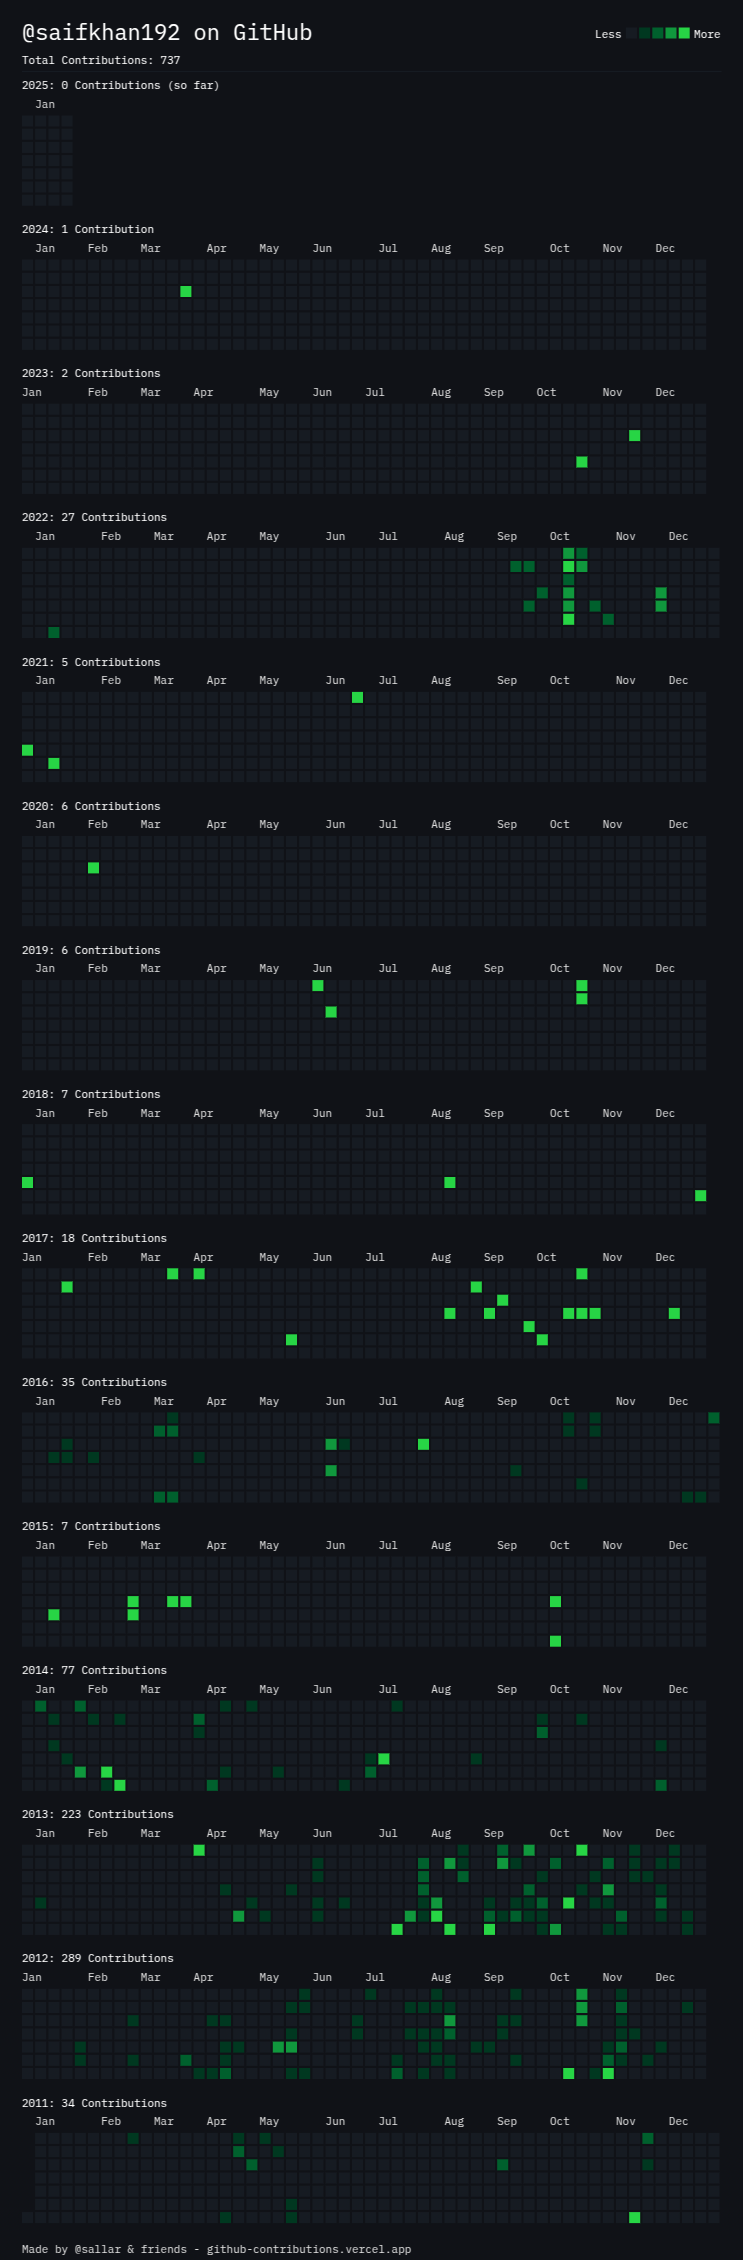 @saifkhan192 on GitHub
Less More
Total Contributions: 737
2025: 0 Contributions (so far)
Jan
2024: 1 Contribution
Jan Feb Mar Apr May Jun Jul Aug Sep Oct Nov Dec
2023: 2 Contributions
Jan Feb Mar Apr May Jun Jul Aug Sep Oct Nov Dec
2022: 27 Contributions
Jan Feb Mar Apr May Jun Jul Aug Sep Oct Nov Dec
2021: 5 Contributions
Jan Feb Mar Apr May Jun Jul Aug Sep Oct Nov Dec
2020: 6 Contributions
Jan Feb Mar Apr May Jun Jul Aug Sep Oct Nov Dec
2019: 6 Contributions
Jan Feb Mar Apr May Jun Jul Aug Sep Oct Nov Dec
2018: 7 Contributions
Jan Feb Mar Apr May Jun Jul Aug Sep Oct Nov Dec
2017: 18 Contributions
Jan Feb Mar Apr May Jun Jul Aug Sep Oct Nov Dec
2016: 35 Contributions
Jan Feb Mar Apr May Jun Jul Aug Sep Oct Nov Dec
2015: 7 Contributions
Jan Feb Mar Apr May Jun Jul Aug Sep Oct Nov Dec
2014: 77 Contributions
Jan Feb Mar Apr May Jun Jul Aug Sep Oct Nov Dec
2013: 223 Contributions
Jan Feb Mar Apr May Jun Jul Aug Sep Oct Nov Dec
2012: 289 Contributions
Jan Feb Mar Apr May Jun Jul Aug Sep Oct Nov Dec
2011: 34 Contributions
Jan Feb Mar Apr May Jun Jul Aug Sep Oct Nov Dec
Made by @sallar & friends - github-contributions.vercel.app